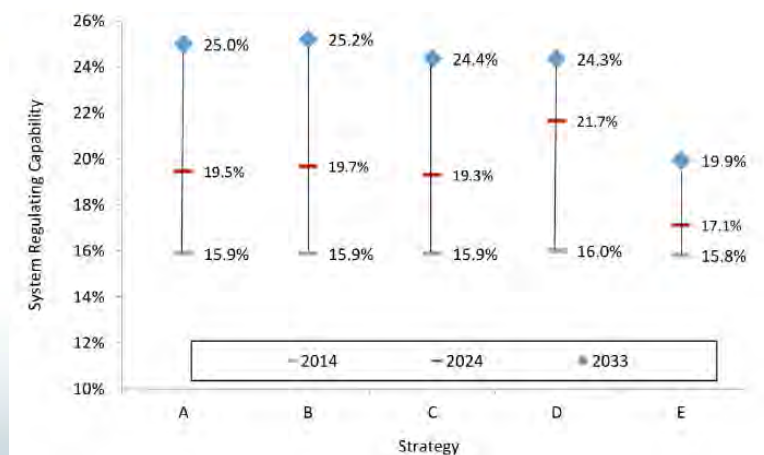 26%
24%
22%
20%
18%
16%
14%
12%
10%
System Regulating Capability
25.0% 25.2% 24.4% 24.3%
21.7%
19.5% 19.7% 19.3% 19.9%
17.1%
15.9% 15.9% 15.9% 16.0% 15.8%
2014 2024 2033
A B C D E
Strategy